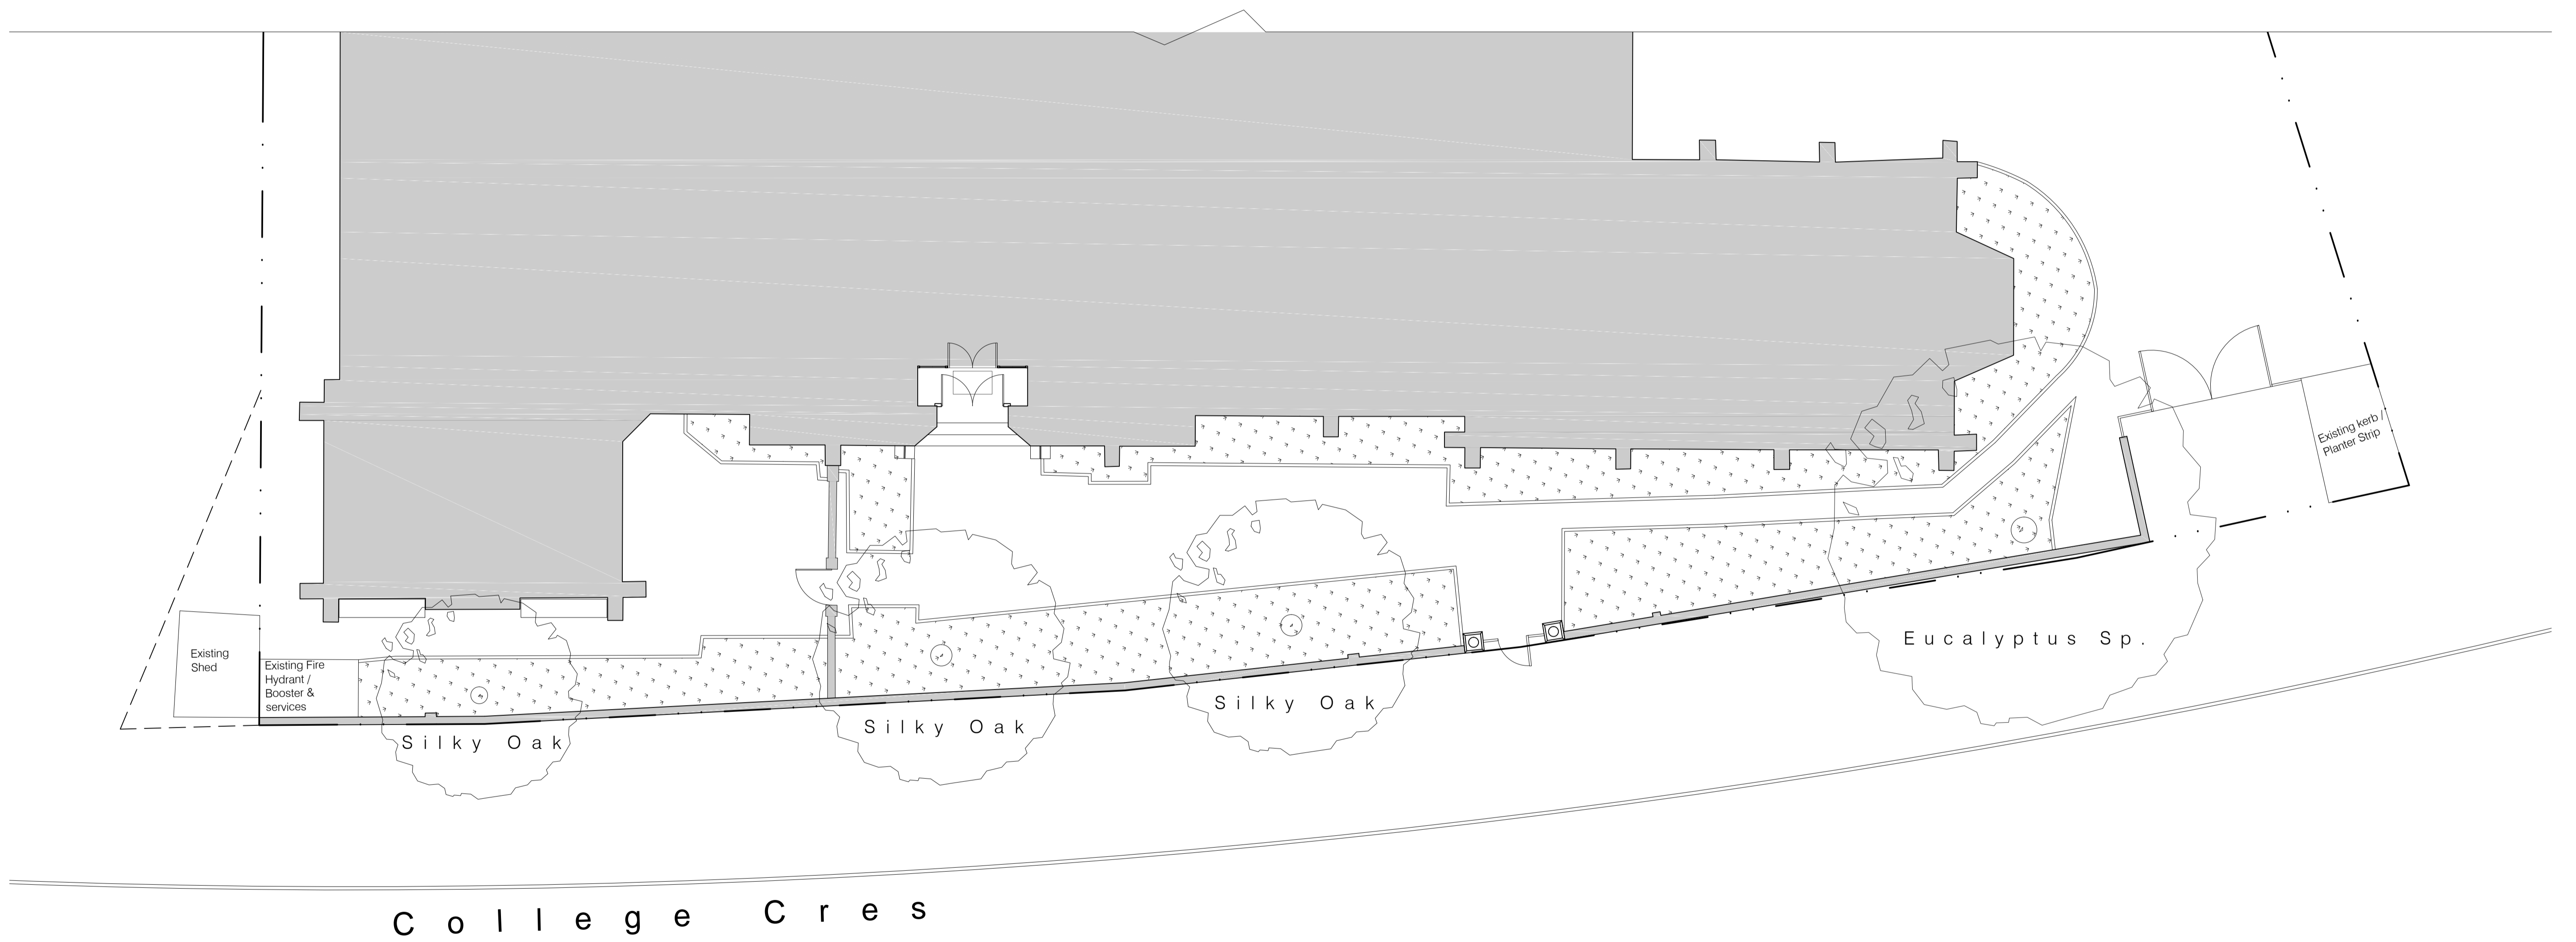 Existing kerb /
Planter Strip
Existing
Shed
Existing Fire
Hydrant /
Booster &
services
Eucalyptus Sp.
Silky Oak
Silky Oak
Silky Oak
College Cres